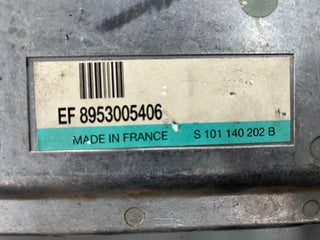 EF 8953005406
MADE IN FRANCE S 101 140 202 B